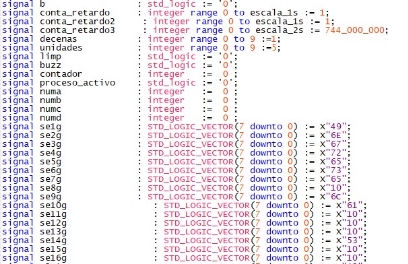 signal b : std_logic := '0';
signal conta_retardo : integer range 0 to escala_1s := 1;
signal conta_retardo2 : integer range 0 to escala_1s := 1;
signal conta_retardo3 : integer range 0 to escala_2s := 744_000_000;
signal decenas : integer range 0 to 9 :=1;
signal unidades : integer range 0 to 9 :=5;
signal limp : std_logic := '0';
signal buzz : std_logic := '0';
signal contador : integer := 0;
signal proceso_activo : std_logic := '0';
signal numa : integer := 0;
signal numb : integer := 0;
signal numc : integer := 0;
signal numd : integer := 0;
signal se1g : STD_LOGIC_VECTOR(7 downto 0) := X"49";
signal se2g : STD_LOGIC_VECTOR(7 downto 0) := X"6E";
signal se3g : STD_LOGIC_VECTOR(7 downto 0) := X"67";
signal se4g : STD_LOGIC_VECTOR(7 downto 0) := X"72";
signal se5g : STD_LOGIC_VECTOR(7 downto 0) := X"65";
signal se6g : STD_LOGIC_VECTOR(7 downto 0) := X"73";
signal se7g : STD_LOGIC_VECTOR(7 downto 0) := X"65";
signal se8g : STD_LOGIC_VECTOR(7 downto 0) := X"10";
signal se9g : STD_LOGIC_VECTOR(7 downto 0) := X"6C";
signal se10g : STD_LOGIC_VECTOR(7 downto 0) := X"61";
signal se11g : STD_LOGIC_VECTOR(7 downto 0) := X"10";
signal se12g : STD_LOGIC_VECTOR(7 downto 0) := X"10";
signal se13g : STD_LOGIC_VECTOR(7 downto 0) := X"10";
signal se14g : STD_LOGIC_VECTOR(7 downto 0) := X"53";
signal se15g : STD_LOGIC_VECTOR(7 downto 0) := X"10";
signal se16g : STD_LOGIC_VECTOR(7 downto 0) := X"10";